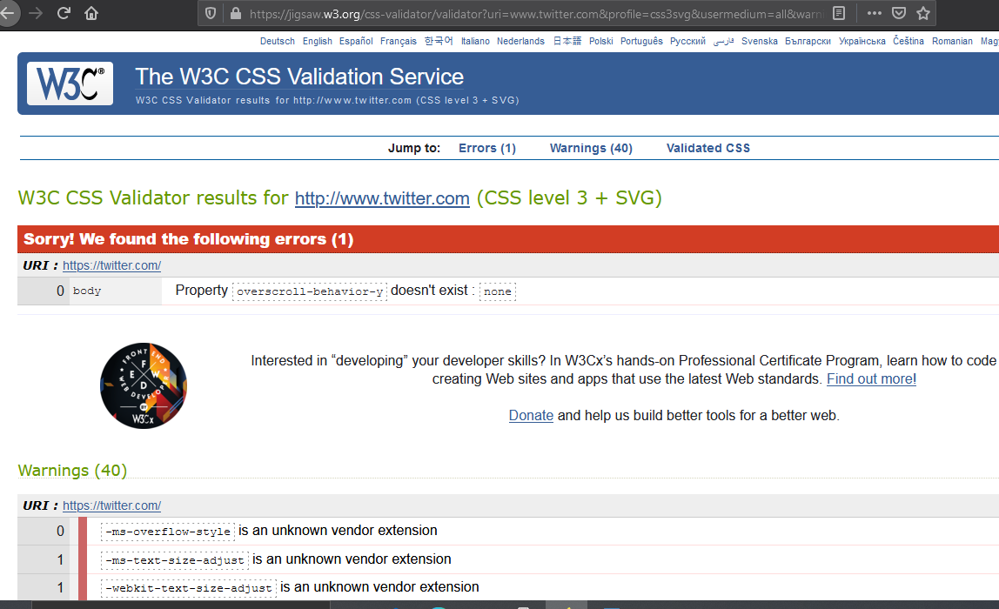 https://jigsaw.w3.org/css-validator/validator?uri=www.twitter.com&profile=css3svg&usermedium=all&warni
Deutsch English Español Français 한국어 Italiano Nederlands 日本語 Polski Português Русский فارسی Svenska Български Українська Čeština Romanian Mag
W3C® The W3C CSS Validation Service
W3C CSS Validator results for http://www.twitter.com (CSS level 3 + SVG)
Jump to: Errors (1) Warnings (40) Validated CSS
W3C CSS Validator results for http://www.twitter.com (CSS level 3 + SVG)
Sorry! We found the following errors (1)
URI : https://twitter.com/
0 body Property overscroll-behavior-y doesn't exist : none
FRONT END
F E W D
WEB DEVELOPER
BY
W3Cx
Interested in “developing” your developer skills? In W3Cx’s hands-on Professional Certificate Program, learn how to code
creating Web sites and apps that use the latest Web standards. Find out more!
Donate and help us build better tools for a better web.
Warnings (40)
URI : https://twitter.com/
0 -ms-overflow-style is an unknown vendor extension
1 -ms-text-size-adjust is an unknown vendor extension
1 -webkit-text-size-adjust is an unknown vendor extension